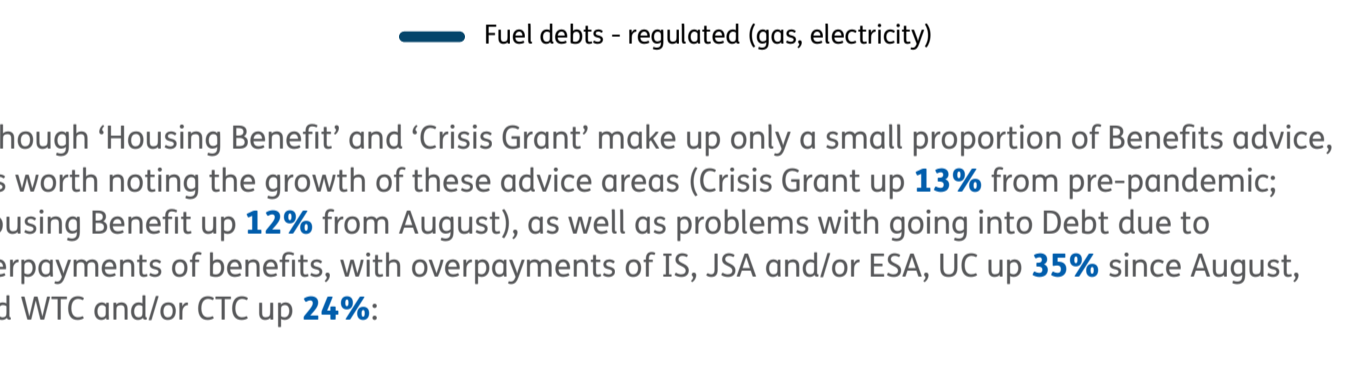 Fuel debts - regulated (gas, electricity)
hough ‘Housing Benefit’ and ‘Crisis Grant’ make up only a small proportion of Benefits advice,
s worth noting the growth of these advice areas (Crisis Grant up 13% from pre-pandemic;
ousing Benefit up 12% from August), as well as problems with going into Debt due to
erpayments of benefits, with overpayments of IS, JSA and/or ESA, UC up 35% since August,
d WTC and/or CTC up 24%: